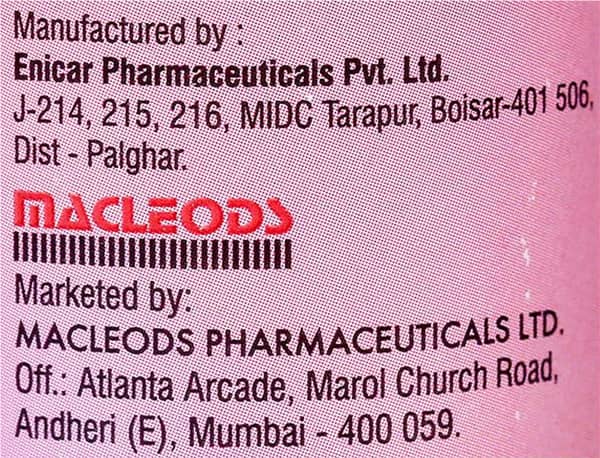 Manufactured by :
Enicar Pharmaceuticals Pvt. Ltd.
J-214, 215, 216, MIDC Tarapur, Boisar-401 506,
Dist - Palghar.
MACLEODS
Marketed by:
MACLEODS PHARMACEUTICALS LTD.
Off.: Atlanta Arcade, Marol Church Road,
Andheri (E), Mumbai - 400 059.